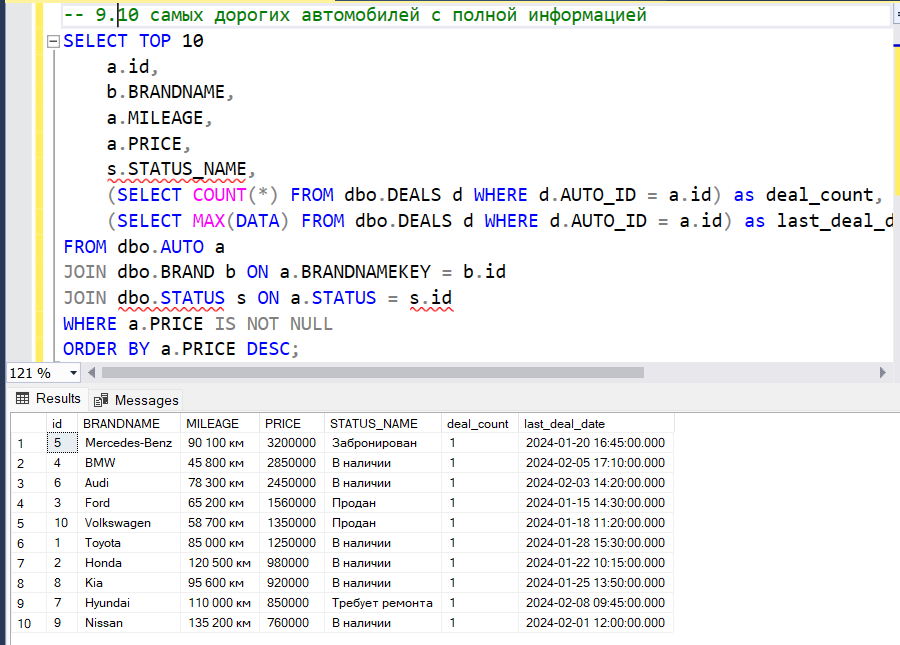 -- 9.10 самых дорогих автомобилей с полной информацией
SELECT TOP 10
a.id,
b.BRANDNAME,
a.MILEAGE,
a.PRICE,
s.STATUS_NAME,
(SELECT COUNT(*) FROM dbo.DEALS d WHERE d.AUTO_ID = a.id) as deal_count,
(SELECT MAX(DATA) FROM dbo.DEALS d WHERE d.AUTO_ID = a.id) as last_deal_d
FROM dbo.AUTO a
JOIN dbo.BRAND b ON a.BRANDNAMEKEY = b.id
JOIN dbo.STATUS s ON a.STATUS = s.id
WHERE a.PRICE IS NOT NULL
ORDER BY a.PRICE DESC;
121 %
Results Messages
id BRANDNAME MILEAGE PRICE STATUS_NAME deal_count last_deal_date
1 5 Mercedes-Benz 90 100 км 3200000 Забронирован 1 2024-01-20 16:45:00.000
2 4 BMW 45 800 км 2850000 В наличии 1 2024-02-05 17:10:00.000
3 6 Audi 78 300 км 2450000 В наличии 1 2024-02-03 14:20:00.000
4 3 Ford 65 200 км 1560000 Продан 1 2024-01-15 14:30:00.000
5 10 Volkswagen 58 700 км 1350000 Продан 1 2024-01-18 11:20:00.000
6 1 Toyota 85 000 км 1250000 В наличии 1 2024-01-28 15:30:00.000
7 2 Honda 120 500 км 980000 В наличии 1 2024-01-22 10:15:00.000
8 8 Kia 95 600 км 920000 В наличии 1 2024-01-25 13:50:00.000
9 7 Hyundai 110 000 км 850000 Требует ремонта 1 2024-02-08 09:45:00.000
10 9 Nissan 135 200 км 760000 В наличии 1 2024-02-01 12:00:00.000